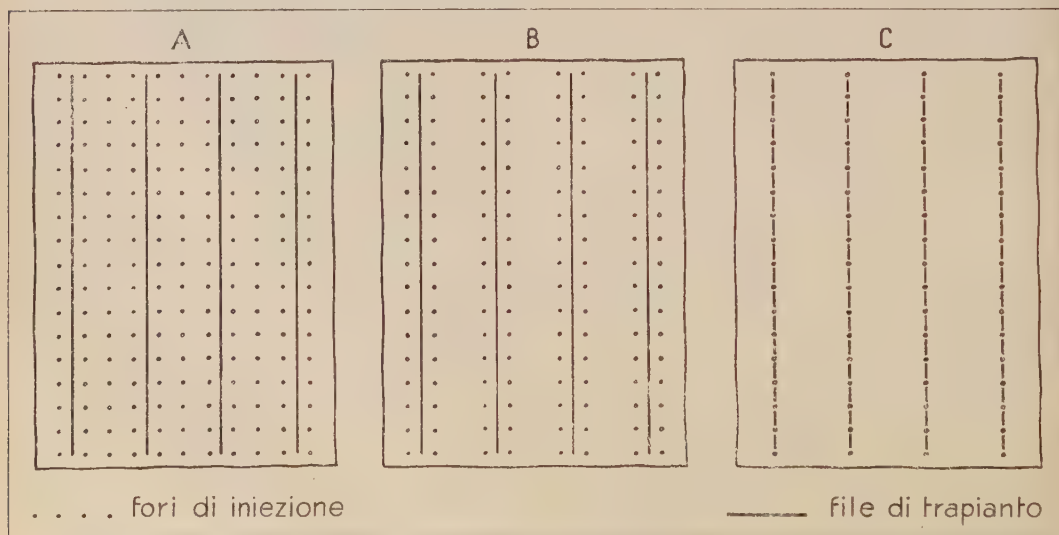 A B C
. . . . fori di iniezione
file di trapianto